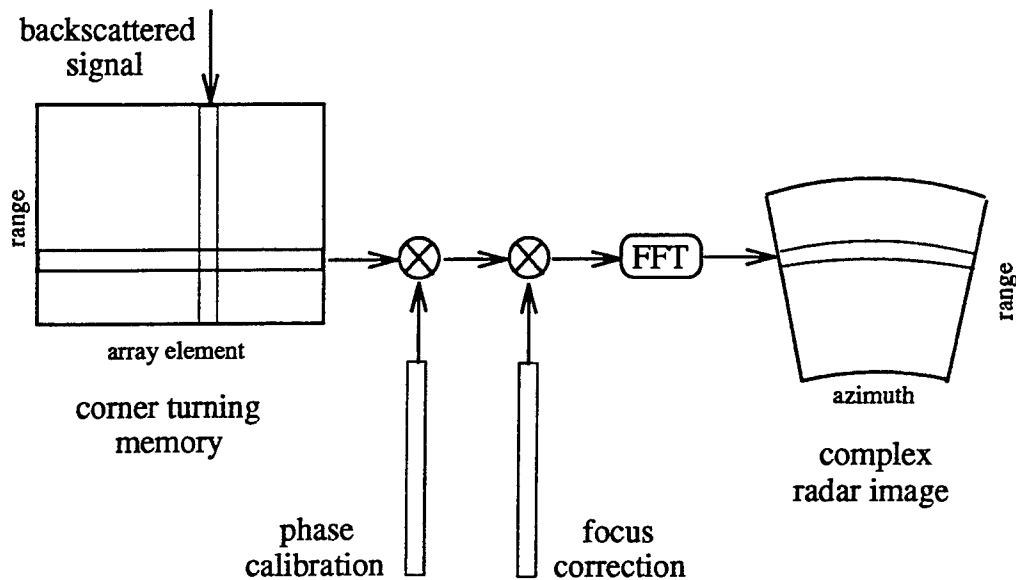 backscattered
signal
range
array element
corner turning
memory
phase
calibration
focus
correction
FFT
azimuth
range
complex
radar image